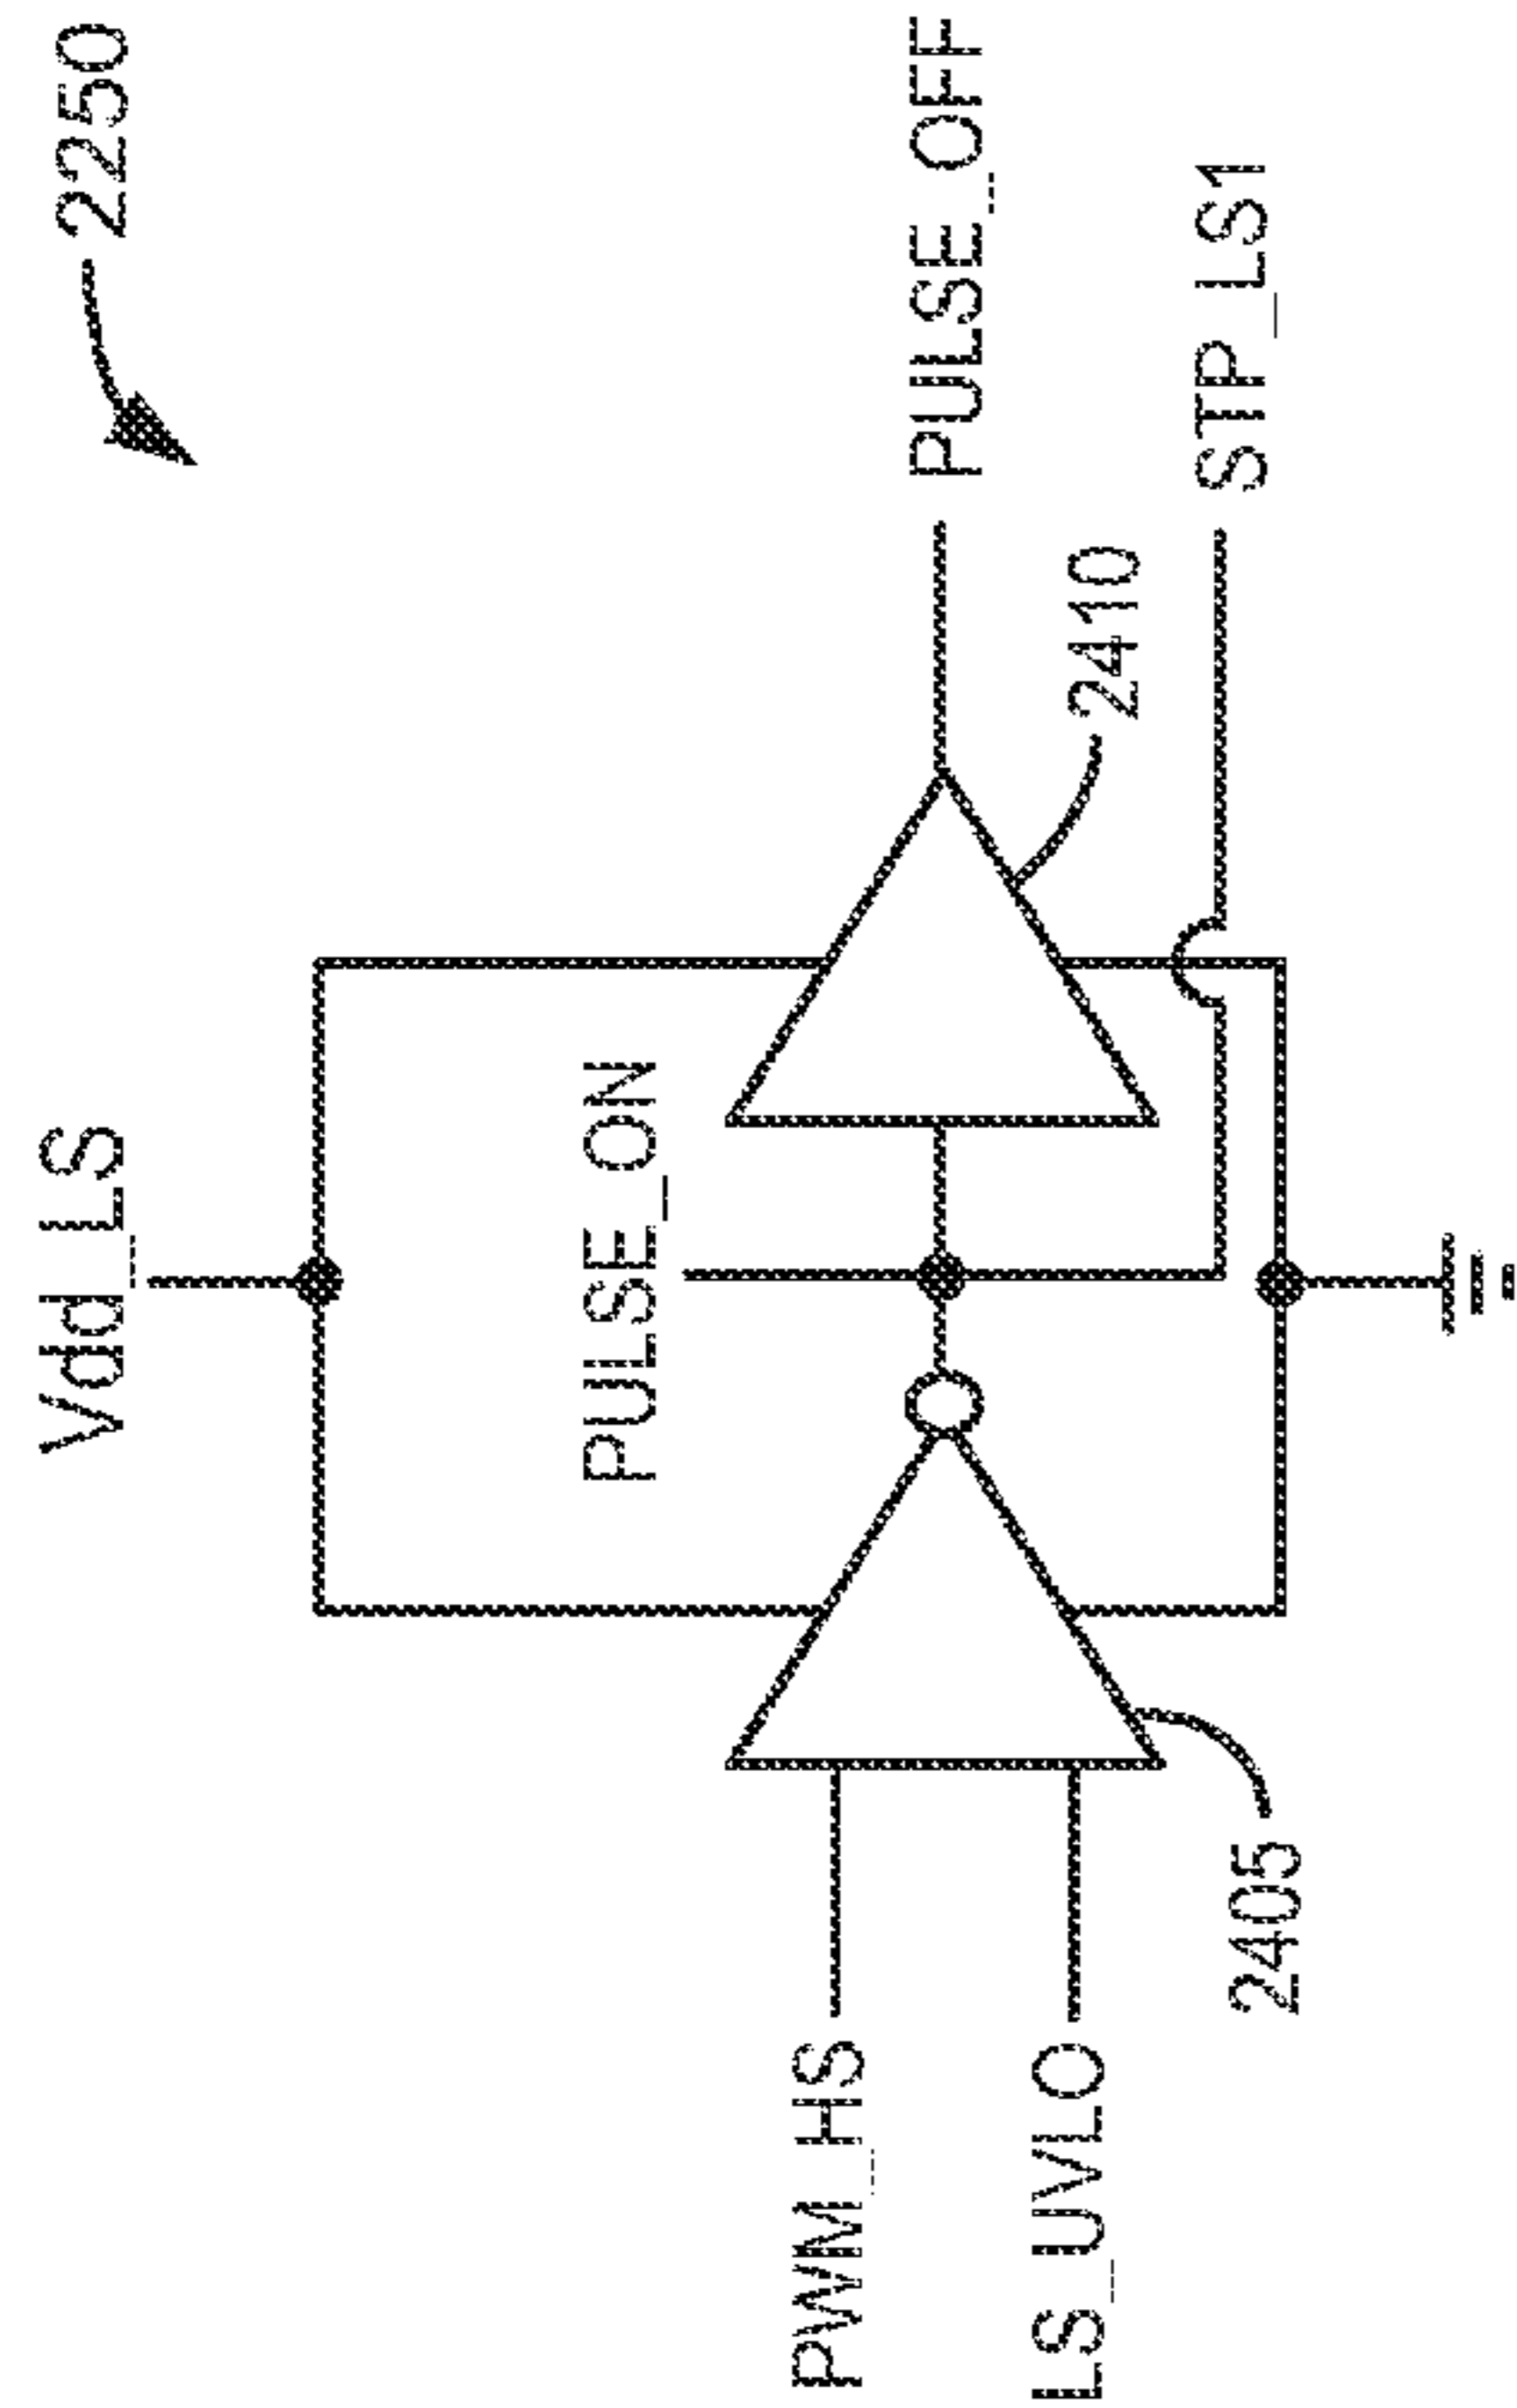 2250
Vdd_LS
PULSE_ON
PWM_HS
PULSE_OFF
LS_UVLO
2410
STP_LS1
2405